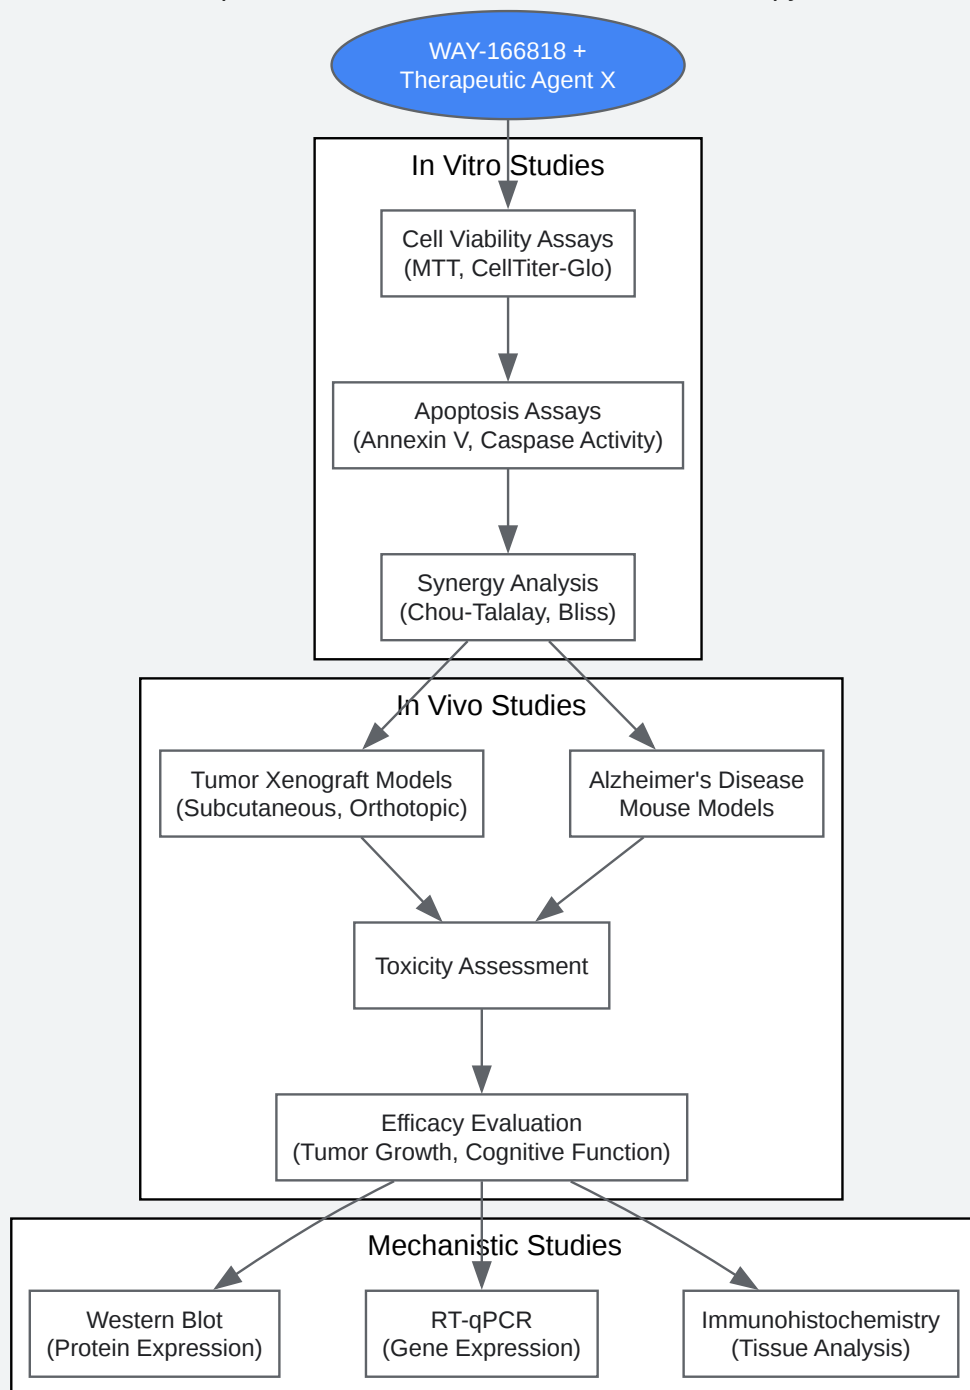 WAY-166818 +
Therapeutic Agent X
In Vitro Studies
Cell Viability Assays
(MTT, CellTiter-Glo)
Apoptosis Assays
(Annexin V, Caspase Activity)
Synergy Analysis
(Chou-Talalay, Bliss)
In Vivo Studies
Tumor Xenograft Models
(Subcutaneous, Orthotopic)
Alzheimer's Disease
Mouse Models
Toxicity Assessment
Efficacy Evaluation
(Tumor Growth, Cognitive Function)
Mechanistic Studies
Western Blot
(Protein Expression)
RT-qPCR
(Gene Expression)
Immunohistochemistry
(Tissue Analysis)